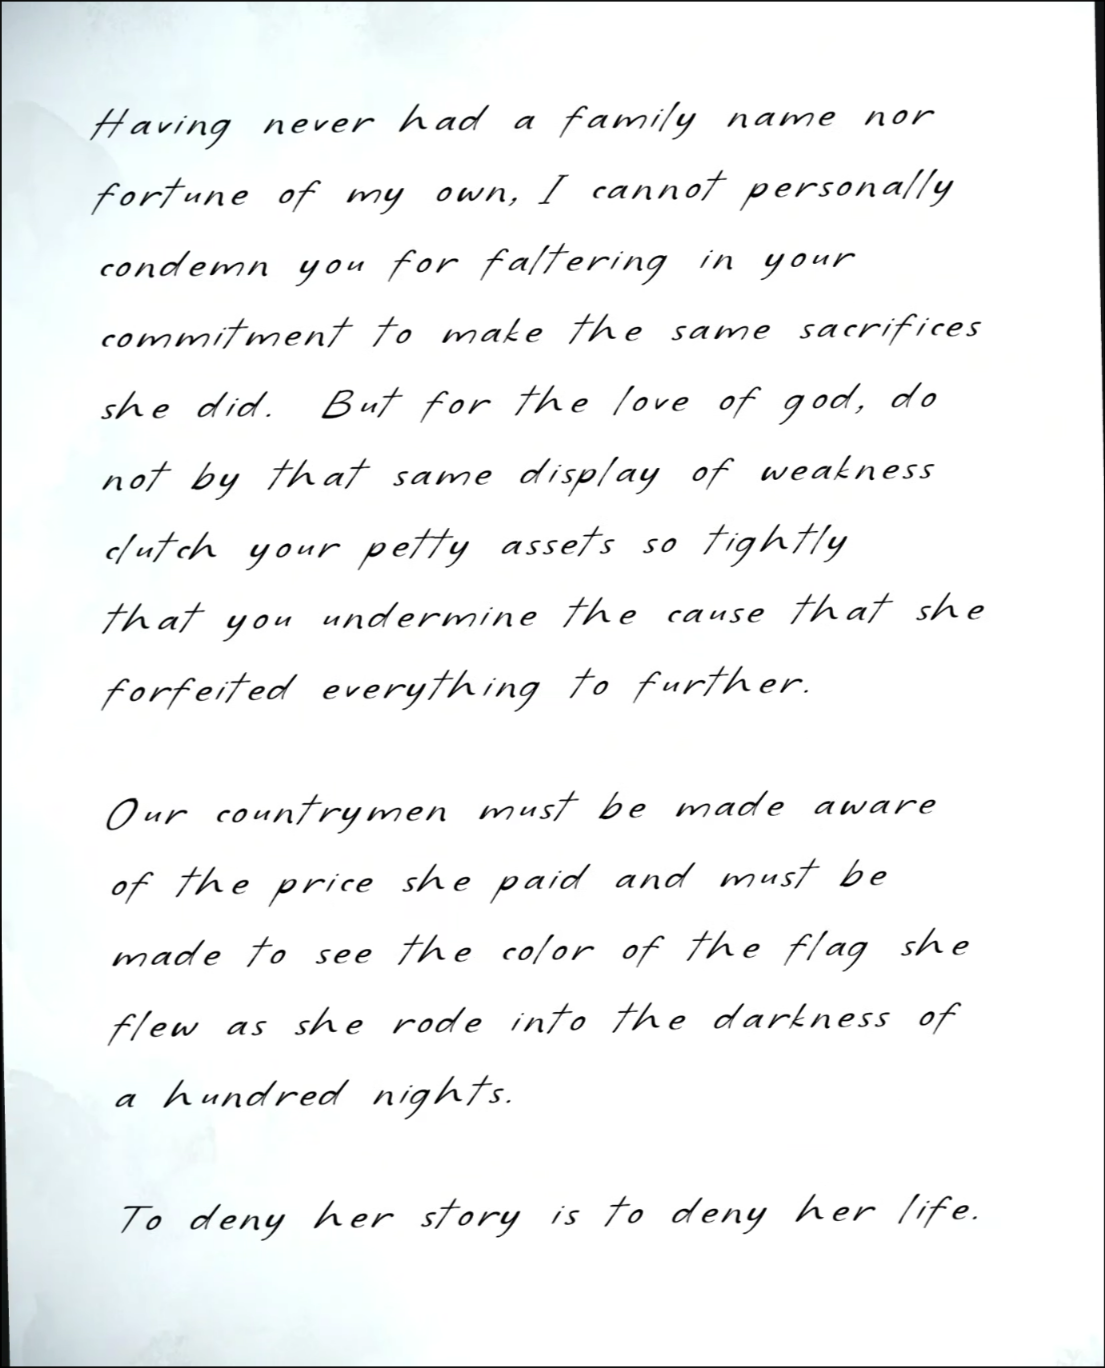 Having never had a family name nor
fortune of my own, I cannot personally
condemn you for faltering in your
commitment to make the same sacrifices
she did.  But for the love of god, do
not by that same display of weakness
clutch your petty assets so tightly
that you undermine the cause that she
forfeited everything to further.

Our countrymen must be made aware
of the price she paid and must be
made to see the color of the flag she
flew as she rode into the darkness of
a hundred nights.

To deny her story is to deny her life.